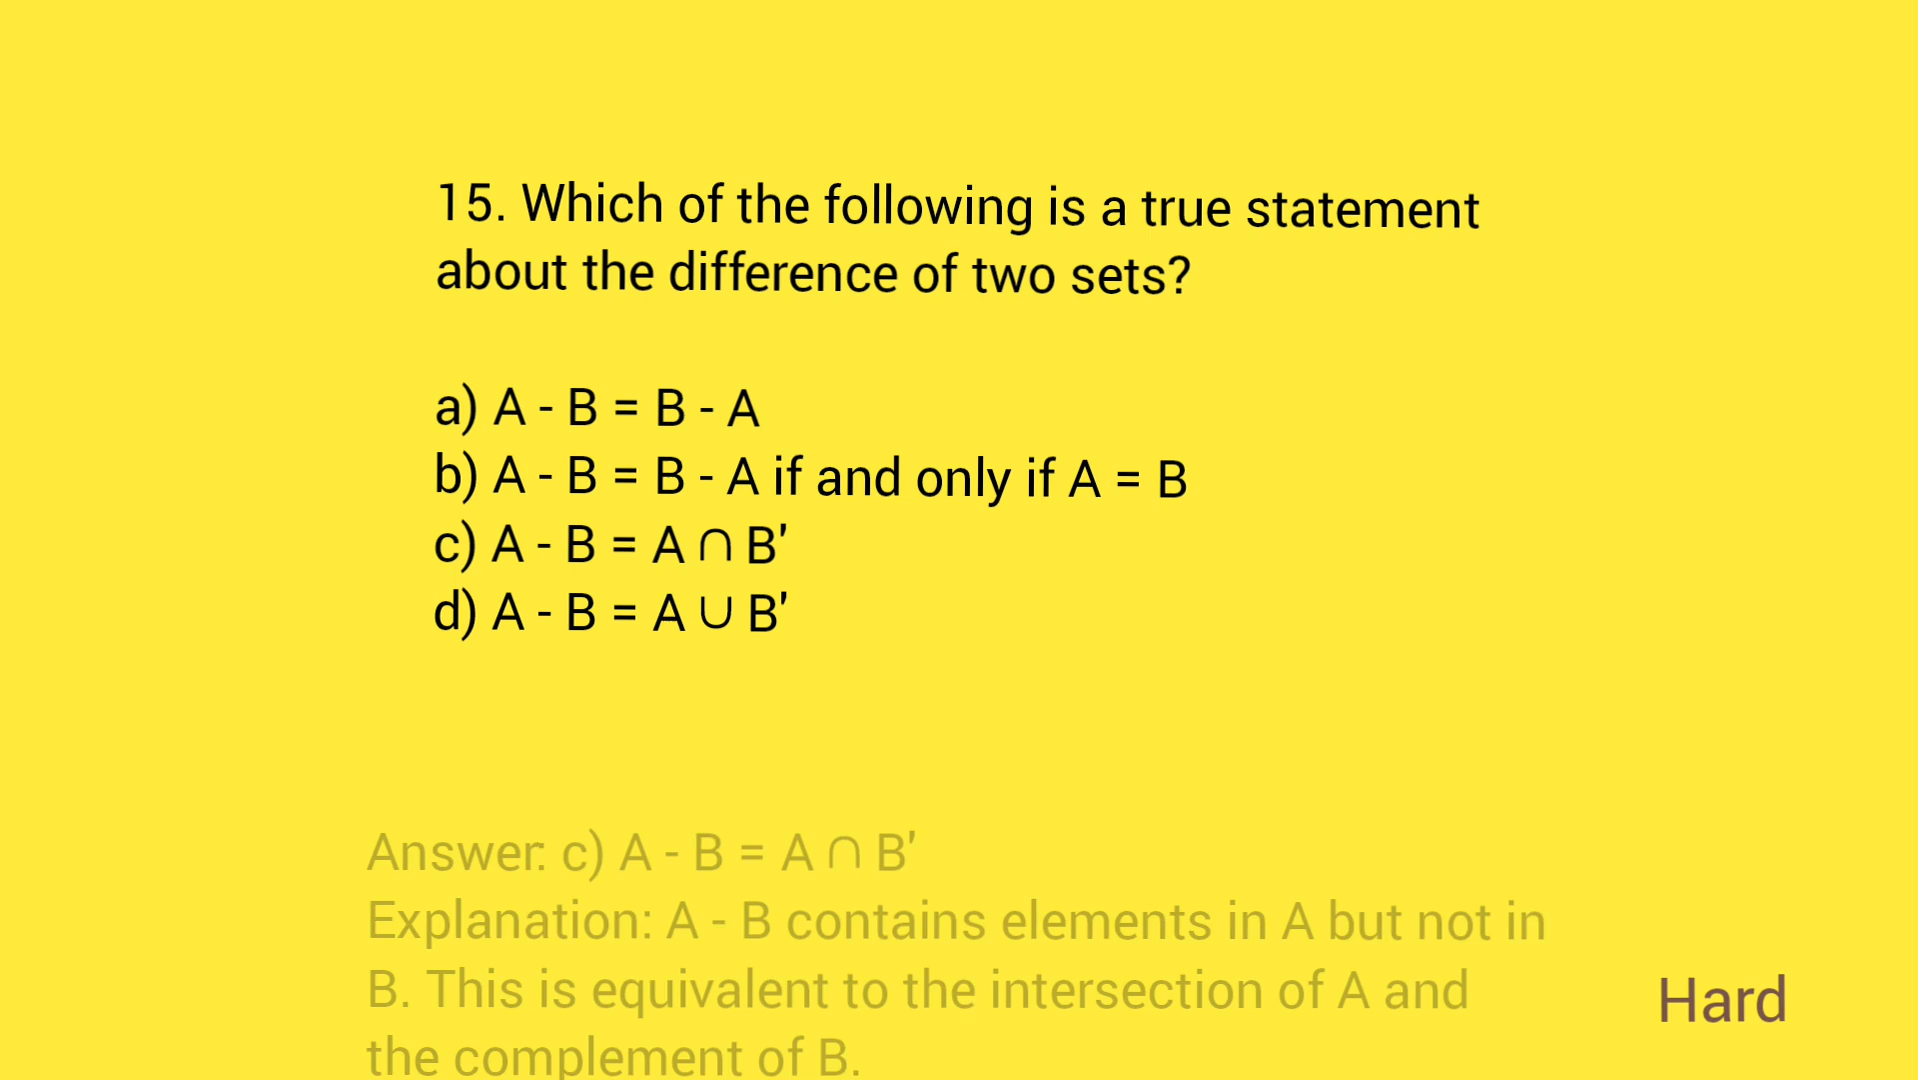 15. Which of the following is a true statement
about the difference of two sets?
a) A - B = B - A
b) A - B = B - A if and only if A = B
c) A - B = A ∩ B'
d) A - B = A ∪ B'
Answer: c) A - B = A ∩ B'
Explanation: A - B contains elements in A but not in
B. This is equivalent to the intersection of A and
the complement of B.
Hard